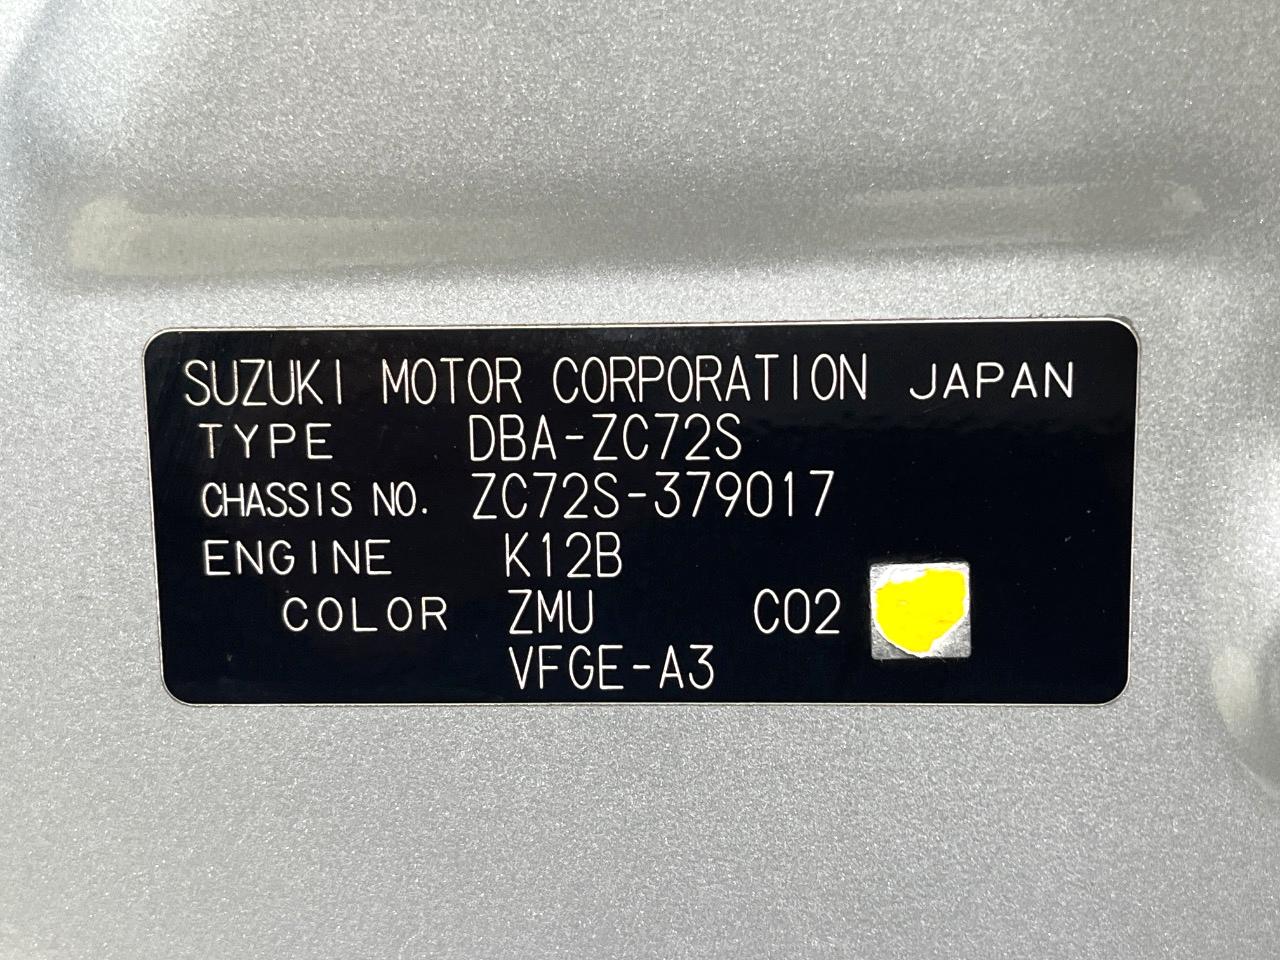 SUZUKI MOTOR CORPORATION JAPAN
TYPE DBA-ZC72S
CHASSIS NO. ZC72S-379017
ENGINE K12B
COLOR ZMU C02
VFGE-A3